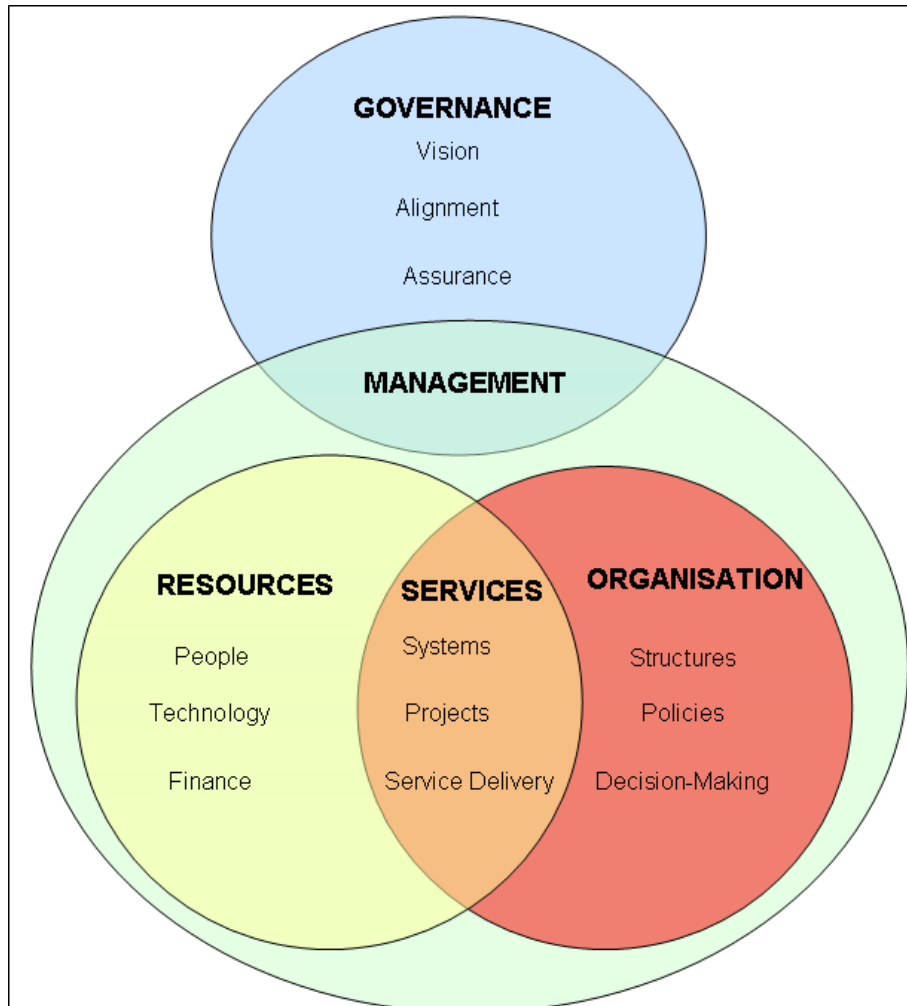 GOVERNANCE
Vision
Alignment
Assurance
MANAGEMENT
RESOURCES
People
Technology
Finance
SERVICES
Systems
Projects
Service Delivery
ORGANISATION
Structures
Policies
Decision-Making